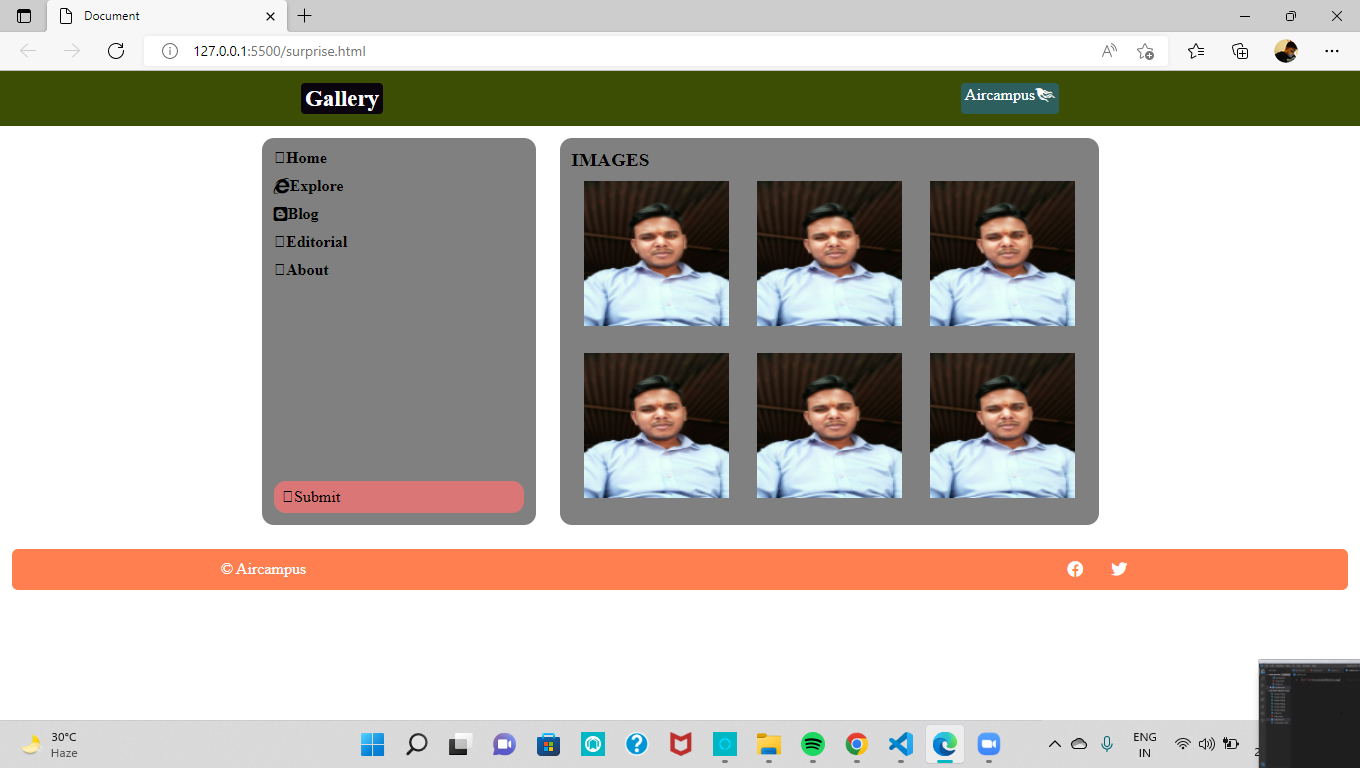 Document
127.0.0.1:5500/surprise.html
Gallery
Aircampus
Home
Explore
Blog
Editorial
About
Submit
IMAGES
© Aircampus
30°C
Haze
ENG
IN